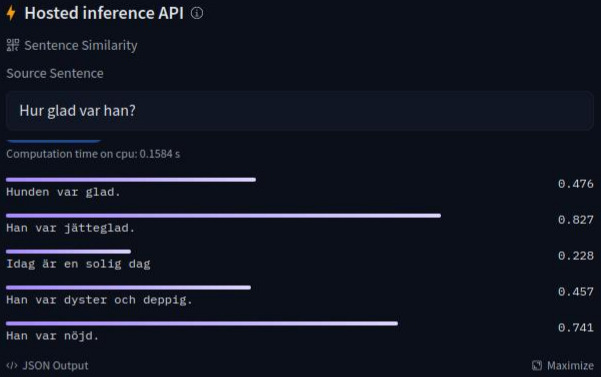 Hosted inference API
Sentence Similarity
Source Sentence
Hur glad var han?
Computation time on cpu: 0.1584 s
Hunden var glad. 0.476
Han var jätteglad. 0.827
Idag är en solig dag 0.228
Han var dyster och deppig. 0.457
Han var nöjd. 0.741
</> JSON Output Maximize